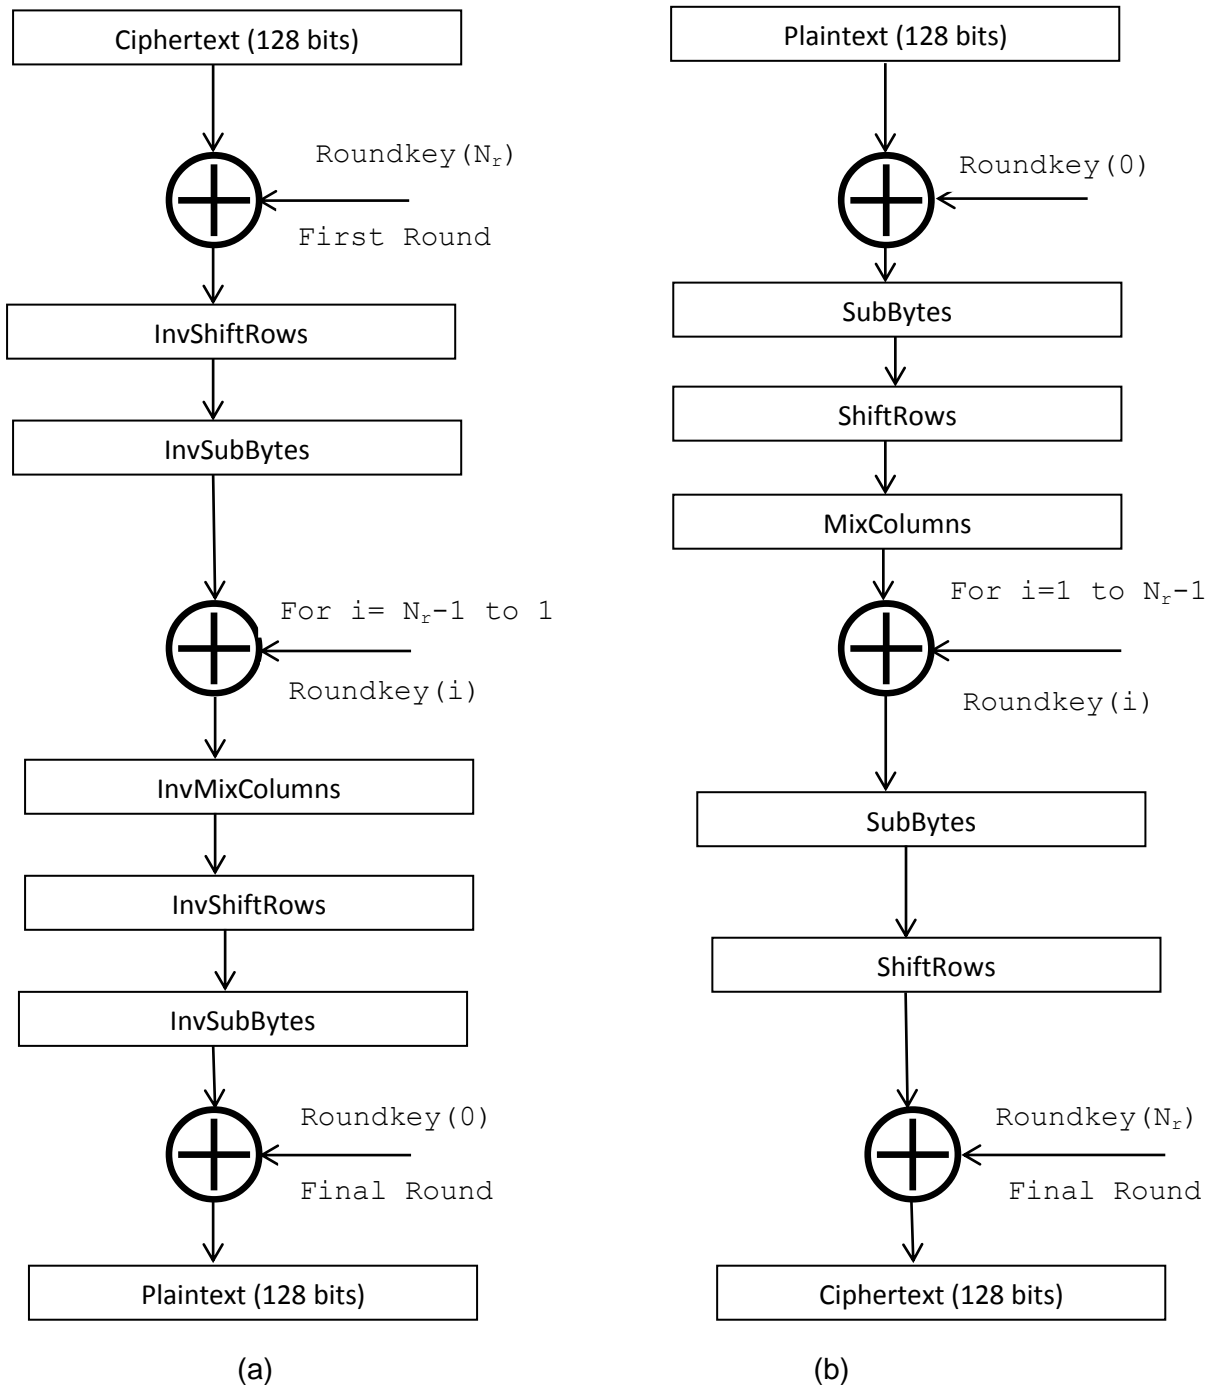 Ciphertext (128 bits)
Roundkey(Nr)
First Round
InvShiftRows
InvSubBytes
For i= Nr-1 to 1
Roundkey(i)
InvMixColumns
InvShiftRows
InvSubBytes
Roundkey(0)
Final Round
Plaintext (128 bits)
(a)
Plaintext (128 bits)
Roundkey(0)
SubBytes
ShiftRows
MixColumns
For i=1 to Nr-1
Roundkey(i)
SubBytes
ShiftRows
Roundkey(Nr)
Final Round
Ciphertext (128 bits)
(b)